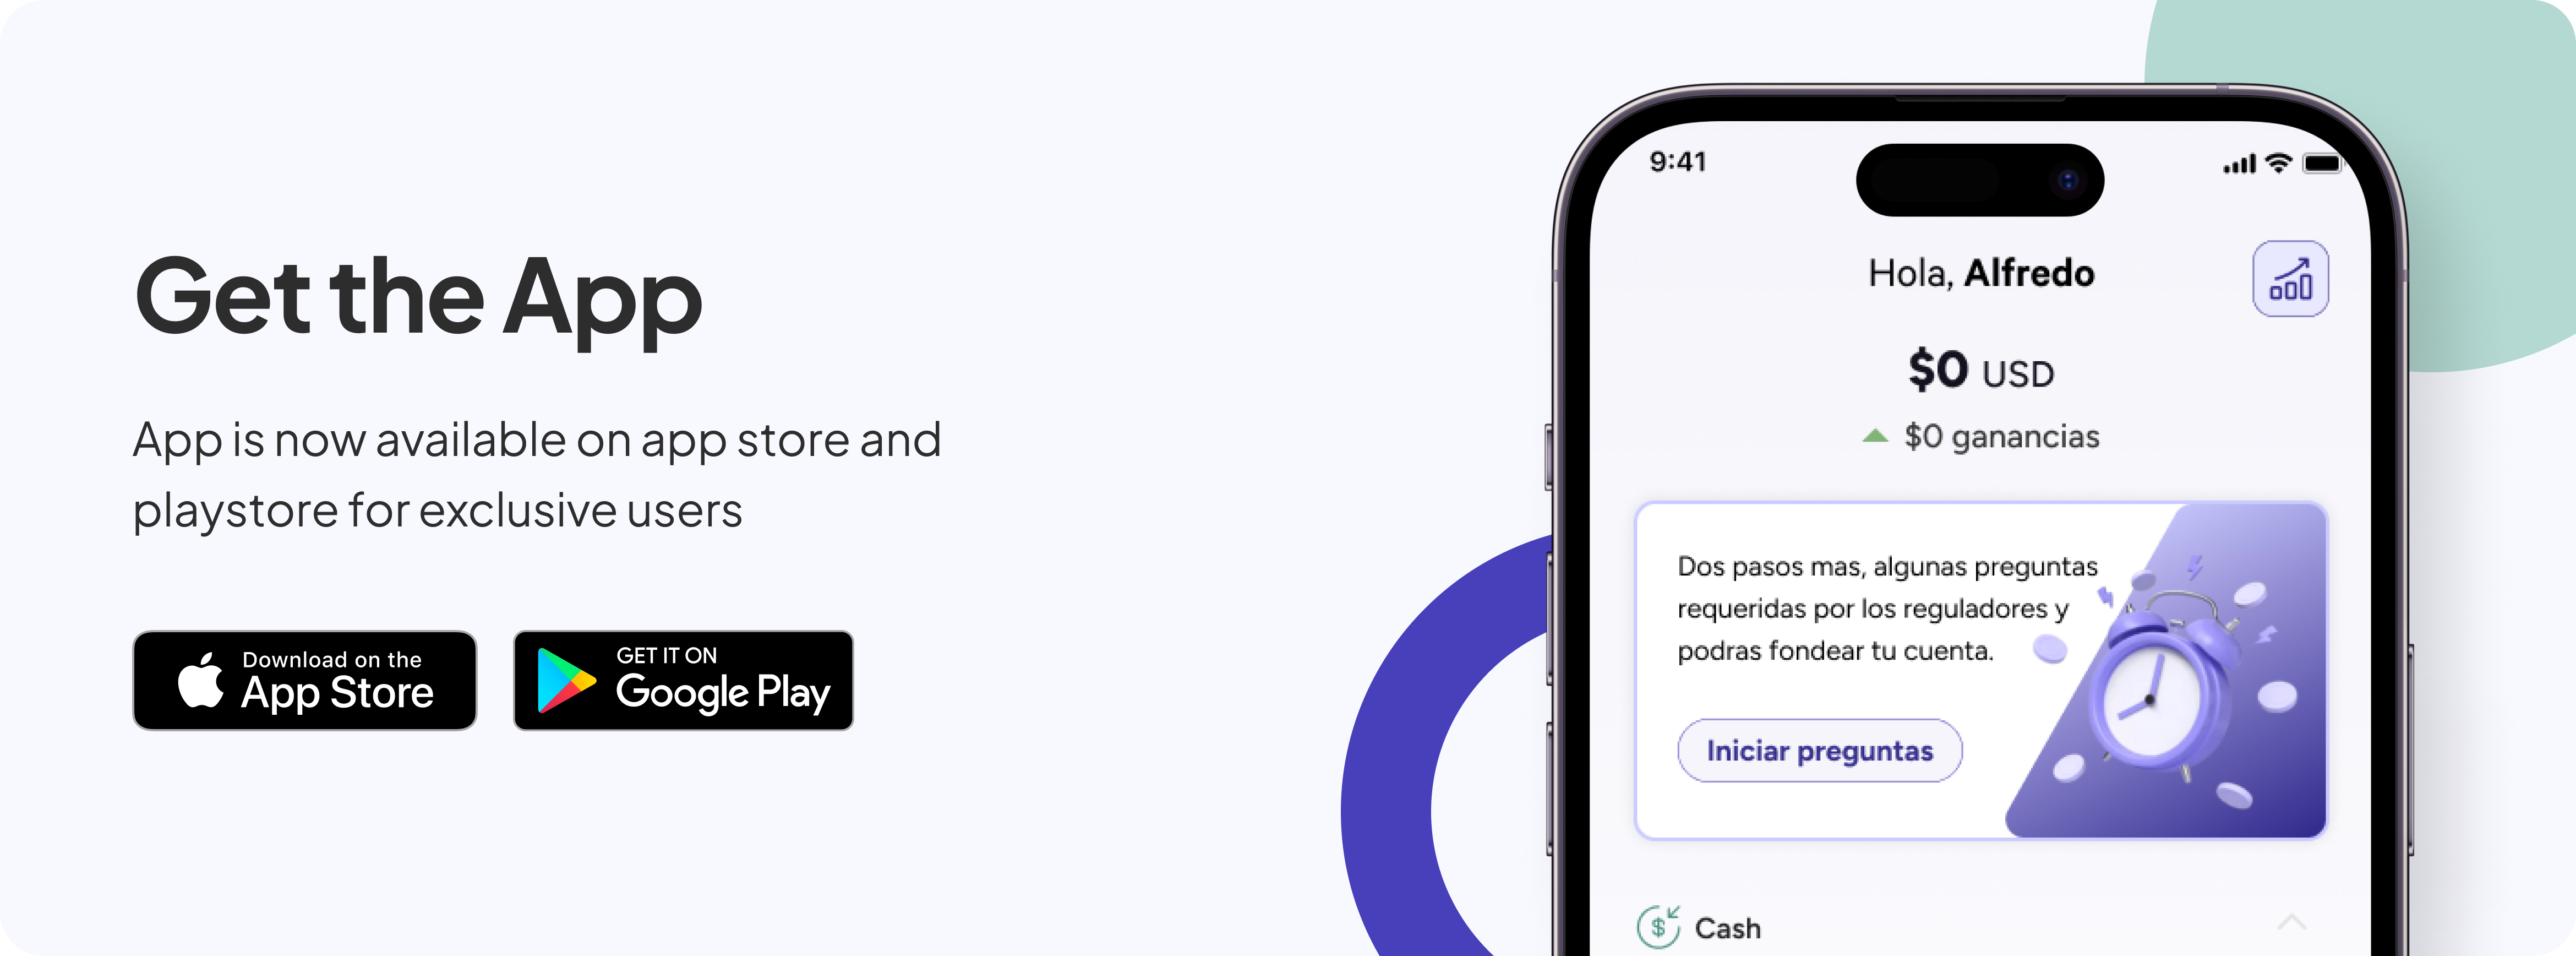 Get the App
App is now available on app store and
playstore for exclusive users
Download on the
App Store
GET IT ON
Google Play
9:41
Hola, Alfredo
$0 USD
$0 ganancias
Dos pasos mas, algunas preguntas
requeridas por los reguladores y
podras fondear tu cuenta.
Iniciar preguntas
$ Cash